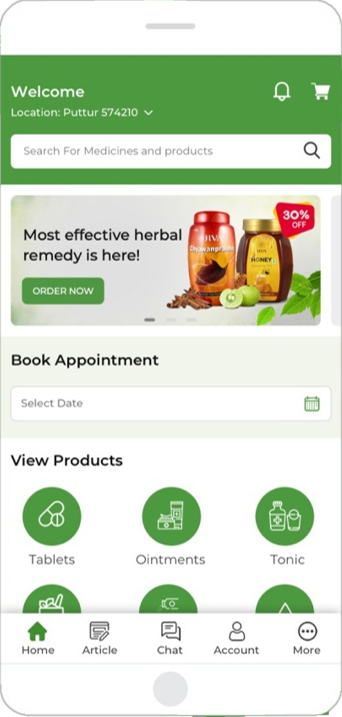 Welcome
Location: Puttur 574210
Search For Medicines and products
30%
OFF
Most effective herbal
remedy is here!
JIVA
Chyawanprash
HONEY
ORDER NOW
Book Appointment
Select Date
View Products
Tablets
Ointments
Tonic
Home
Article
Chat
Account
More